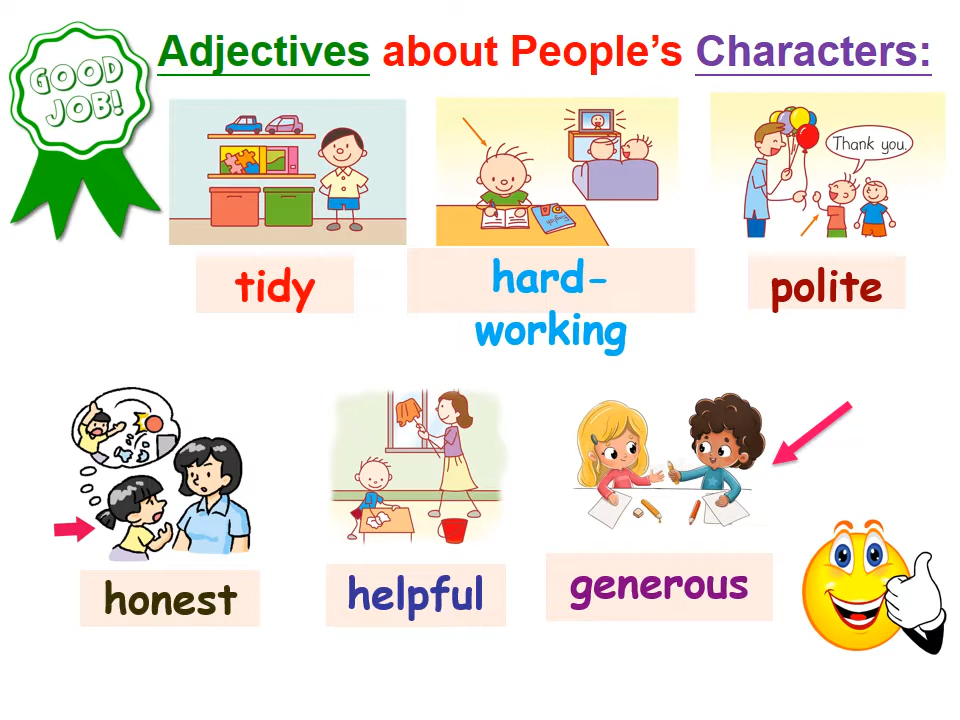 GOOD
JOB!
Adjectives about People's Characters:
Thank you.
tidy
hard-
working
polite
honest
helpful
generous